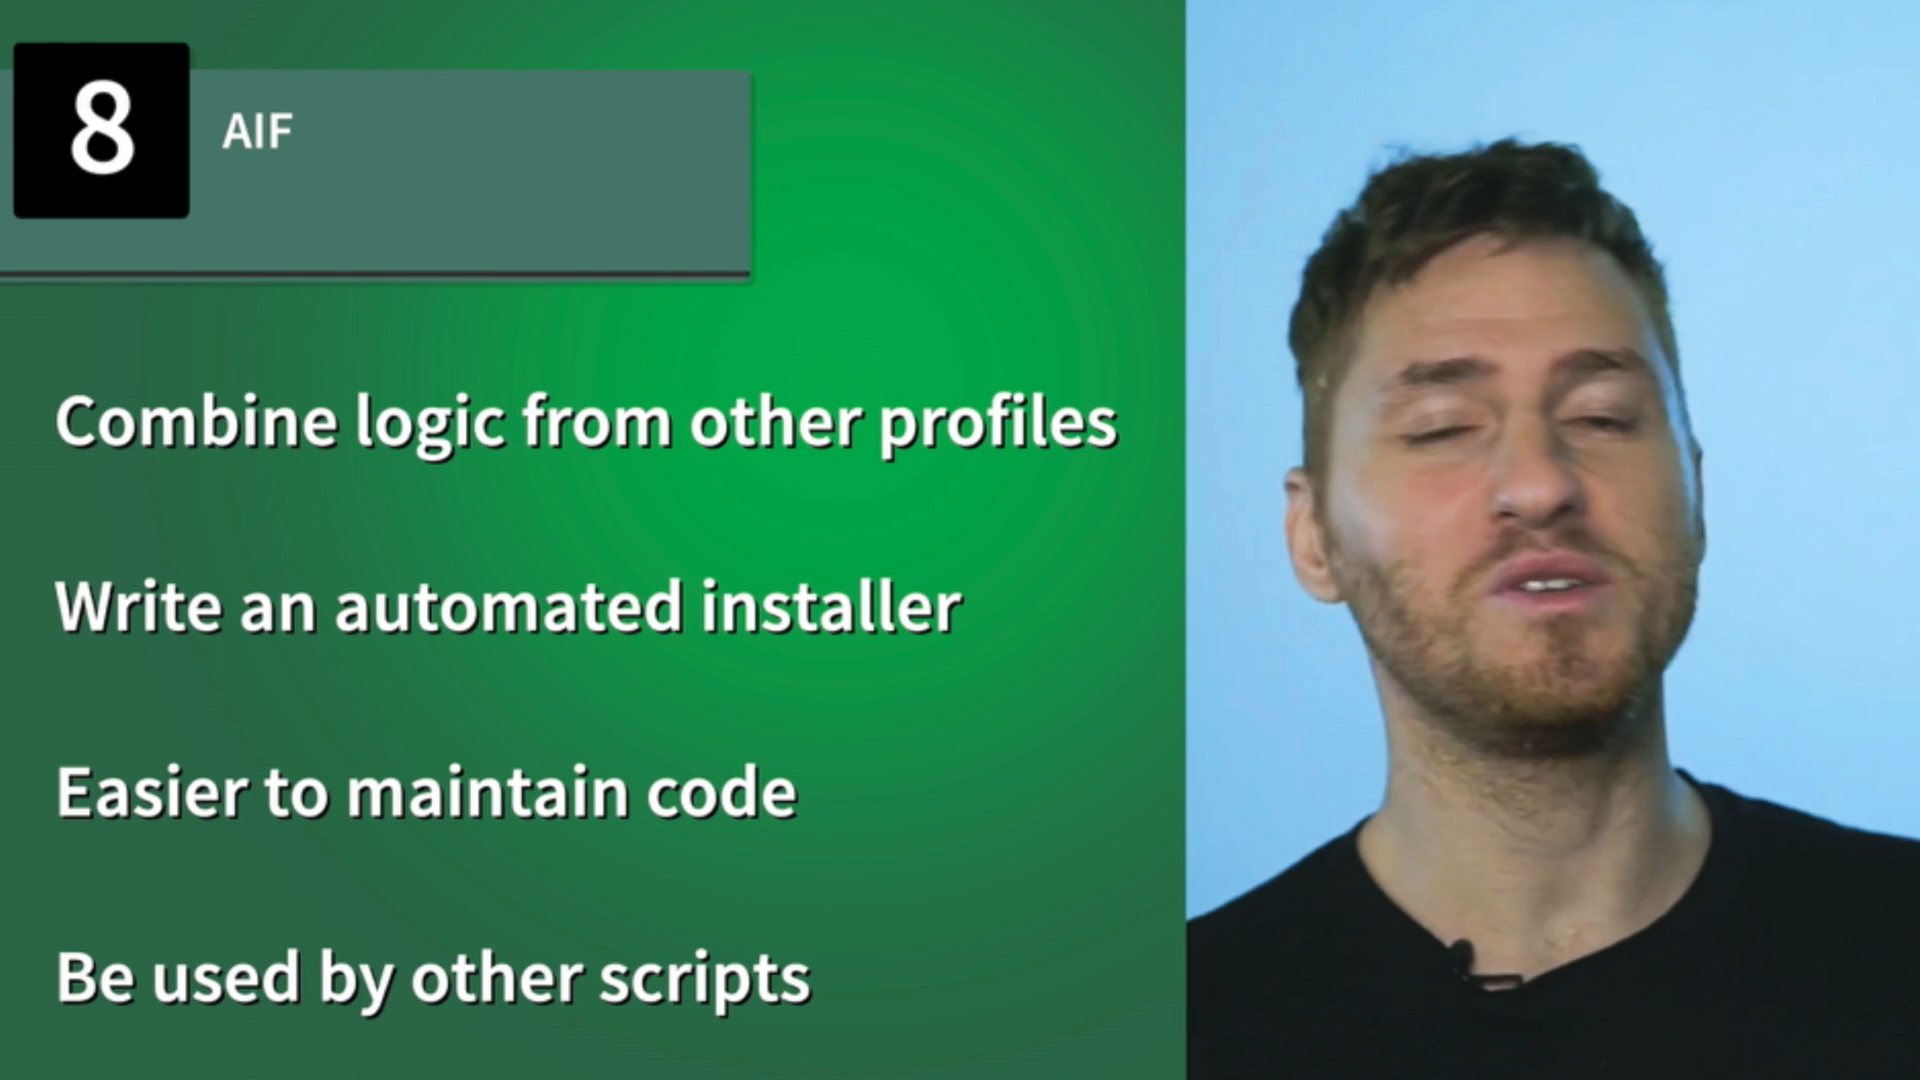 8
AIF
Combine logic from other profiles
Write an automated installer
Easier to maintain code
Be used by other scripts